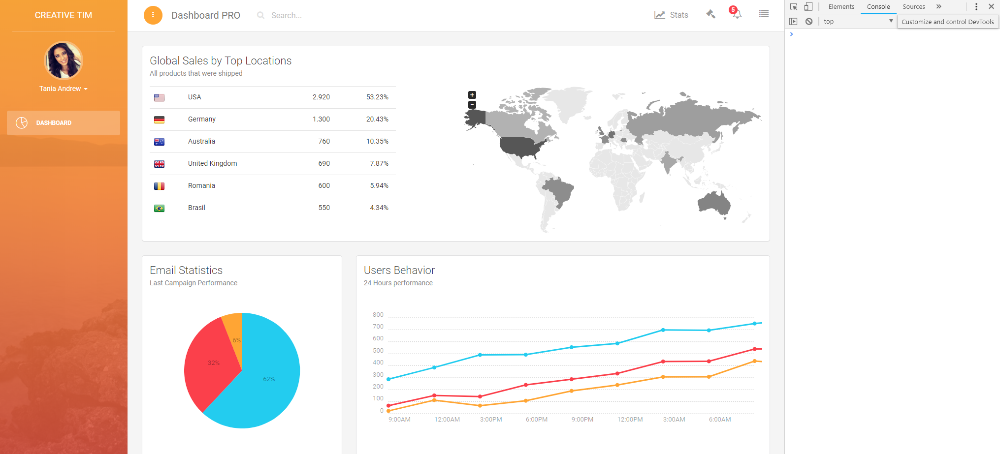 CREATIVE TIM
Tania Andrew
DASHBOARD
Dashboard PRO
Search...
Stats
5
Global Sales by Top Locations
All products that were shipped
USA 2.920 53.23%
Germany 1.300 20.43%
Australia 760 10.35%
United Kingdom 690 7.87%
Romania 600 5.94%
Brasil 550 4.34%
+
−
Email Statistics
Last Campaign Performance
6%
32%
62%
Users Behavior
24 Hours performance
800
700
600
500
400
300
200
100
0
9:00AM 12:00AM 3:00PM 6:00PM 9:00PM 12:00PM 3:00AM 6:00AM
Elements Console Sources »
top
Customize and control DevTools